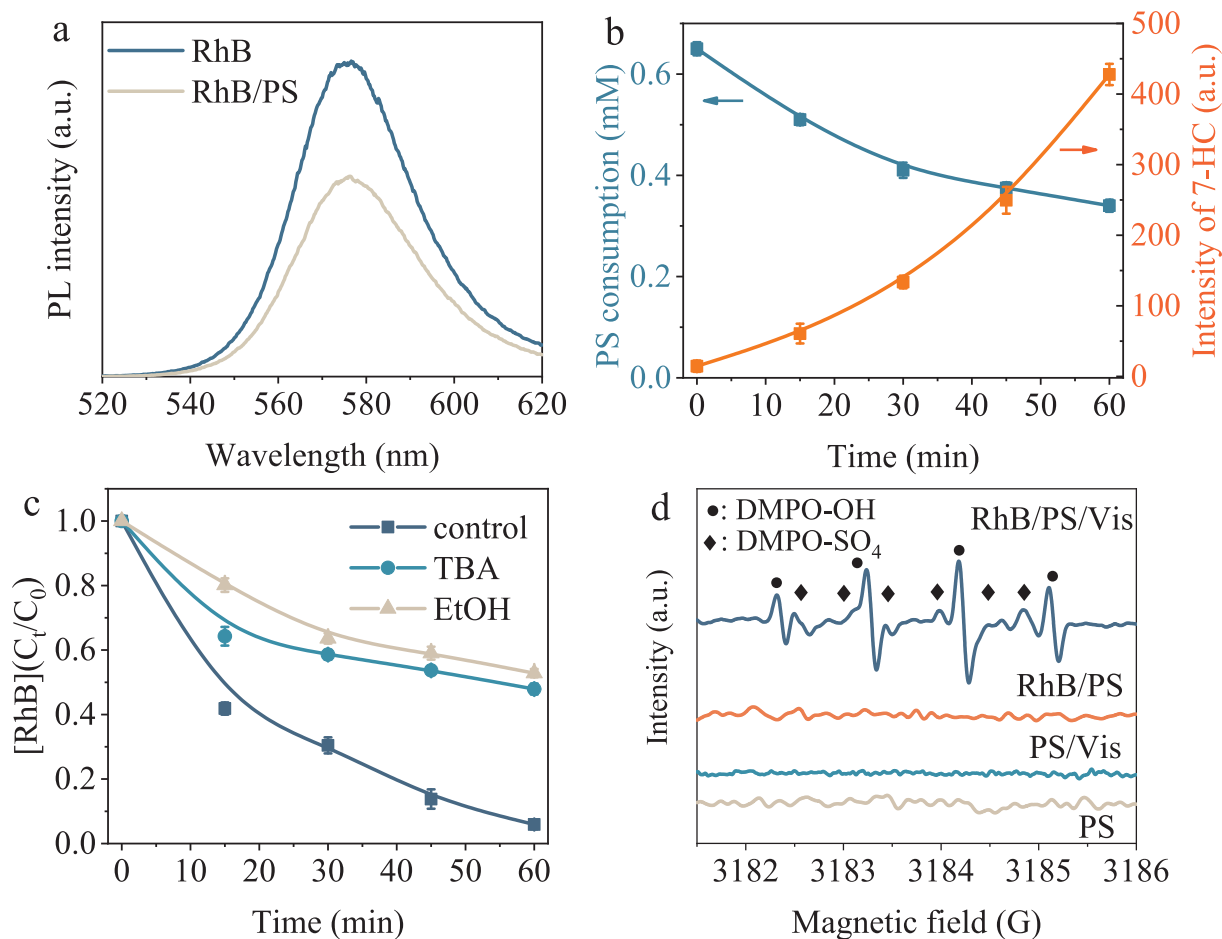 a
RhB
RhB/PS
PL intensity (a.u.)
520 540 560 580 600 620
Wavelength (nm)
b
PS consumption (mM)
0.6
0.4
0.2
0.0
500
400
300
200
100
0
Intensity of 7-HC (a.u.)
0 10 20 30 40 50 60
Time (min)
c
control
TBA
EtOH
[RhB](Cₜ/C₀)
1.0
0.8
0.6
0.4
0.2
0.0
0 10 20 30 40 50 60
Time (min)
d
●: DMPO-OH
◆: DMPO-SO₄
RhB/PS/Vis
RhB/PS
PS/Vis
PS
Intensity (a.u.)
3182 3183 3184 3185 3186
Magnetic field (G)